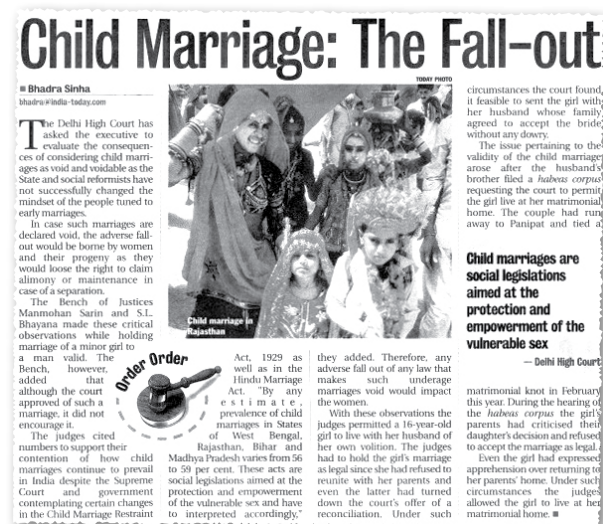 Child Marriage: The Fall-out
TODAY PHOTO
Bhadra Sinha
bhadra@india-today.com
The Delhi High Court has
asked the executive to
evaluate the consequen-
ces of considering child marri-
ages as void and voidable as the
State and social reformists have
not successfully changed the
mindset of the people tuned to
early marriages.
In case such marriages are
declared void, the adverse fall-
out would be borne by women
and their progeny as they
would loose the right to claim
alimony or maintenance in
case of a separation.
The Bench of Justices
Manmohan Sarin and S.L.
Bhayana made these critical
observations while holding
marriage of a minor girl to
a man valid. The
Bench, however,
added that
although the court
approved of such a
marriage, it did not
encourage it.
The judges cited
numbers to support their
contention of how child
marriages continue to prevail
in India despite the Supreme
Court and government
contemplating certain changes
in the Child Marriage Restraint
Child marriage in
Rajasthan
Order Order
Act, 1929 as
well as in the
Hindu Marriage
Act. "By any
estimate,
prevalence of child
marriages in States
of West Bengal,
Rajasthan, Bihar and
Madhya Pradesh varies from 56
to 59 per cent. These acts are
social legislations aimed at the
protection and empowerment
of the vulnerable sex and have
to interpreted accordingly,"
they added. Therefore, any
adverse fall out of any law that
makes such underage
marriages void would impact
the women.
With these observations the
judges permitted a 16-year-old
girl to live with her husband of
her own volition. The judges
had to hold the girl's marriage
as legal since she had refused to
reunite with her parents and
even the latter had turned
down the court's offer of a
reconciliation. Under such
circumstances the court found
it feasible to sent the girl with
her husband whose family
agreed to accept the bride
without any dowry.
The issue pertaining to the
validity of the child marriage
arose after the husband's
brother filed a habeas corpus
requesting the court to permit
the girl live at her matrimonial
home. The couple had run
away to Panipat and tied a
Child marriages are
social legislations
aimed at the
protection and
empowerment of the
vulnerable sex
— Delhi High Court
matrimonial knot in February
this year. During the hearing of
the habeas corpus the girl's
parents had criticised their
daughter's decision and refused
to accept the marriage as legal.
Even the girl had expressed
apprehension over returning to
her parents' home. Under such
circumstances the judges
allowed the girl to live at her
matrimonial home.